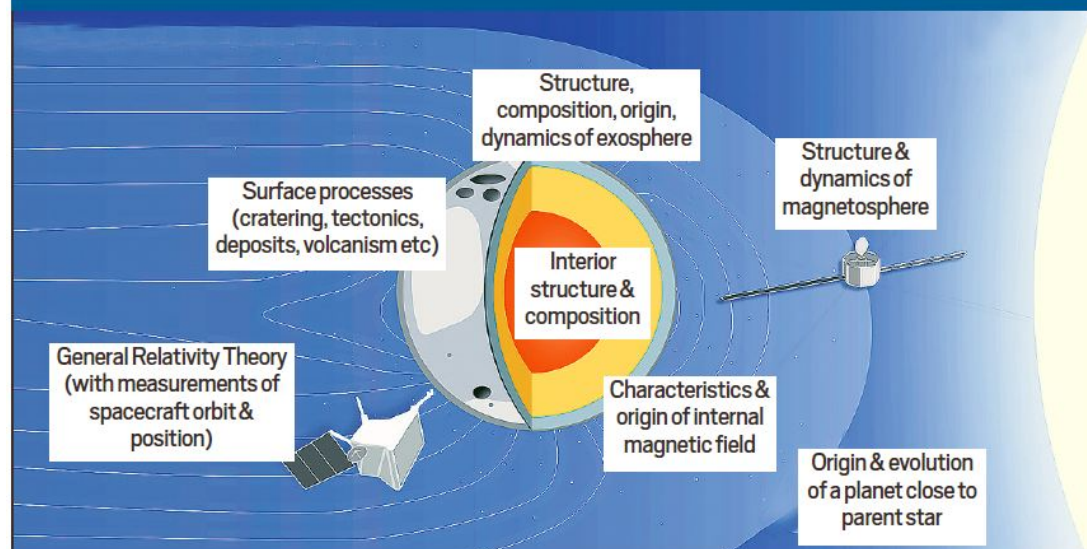 Structure,
composition, origin,
dynamics of exosphere
Structure &
dynamics of
magnetosphere
Surface processes
(cratering, tectonics,
deposits, volcanism etc)
Interior
structure &
composition
General Relativity Theory
(with measurements of
spacecraft orbit &
position)
Characteristics &
origin of internal
magnetic field
Origin & evolution
of a planet close to
parent star